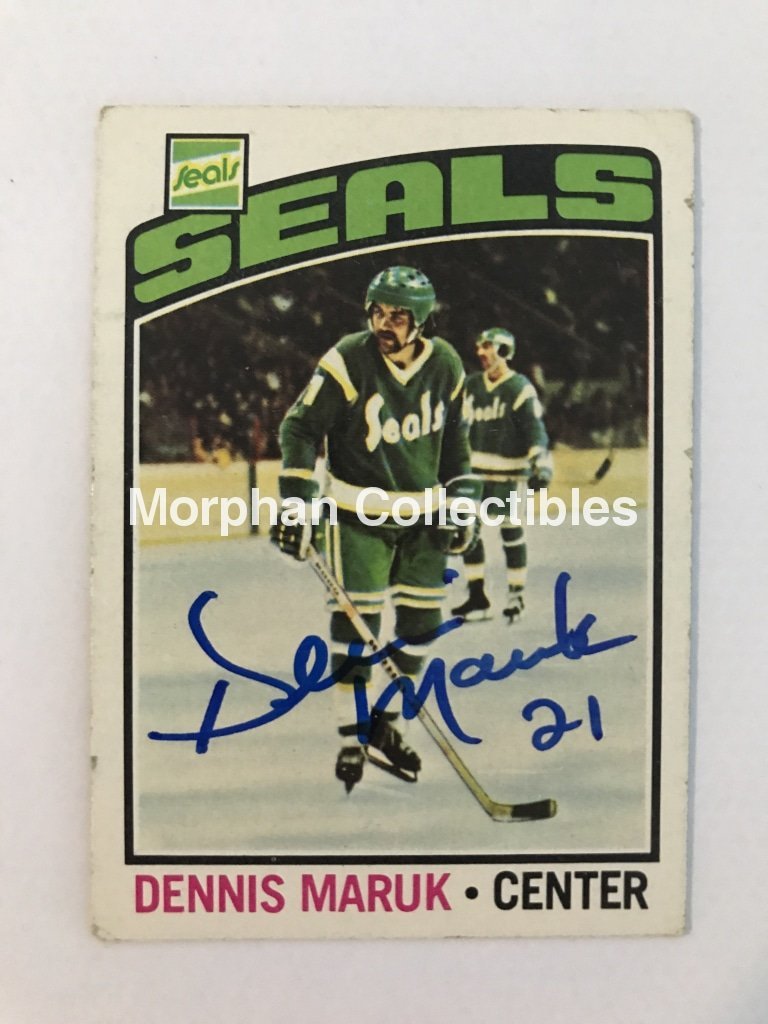 seals
SEALS
Seals
Seals
Morphan Collectibles
Dennis Maruk
21
DENNIS MARUK • CENTER